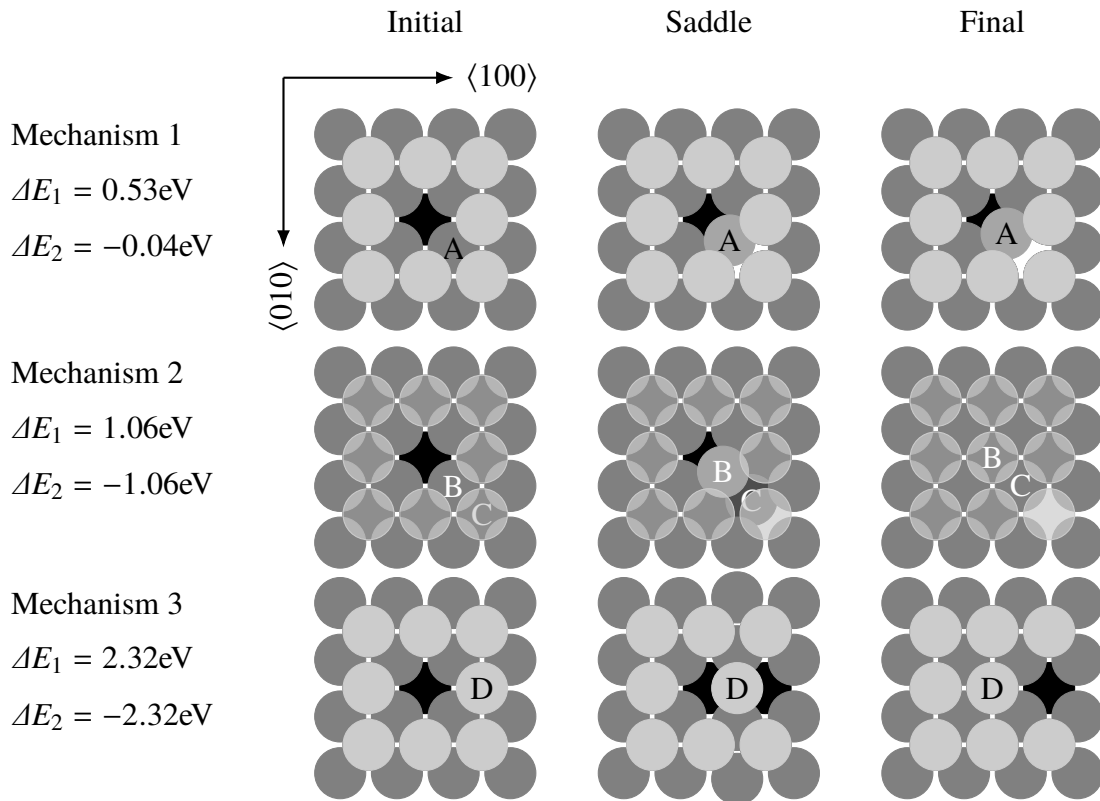 Initial Saddle Final
⟨100⟩
⟨010⟩
Mechanism 1
ΔE₁ = 0.53eV
ΔE₂ = −0.04eV
A A A
Mechanism 2
ΔE₁ = 1.06eV
ΔE₂ = −1.06eV
B B B
C C C
Mechanism 3
ΔE₁ = 2.32eV
ΔE₂ = −2.32eV
D D D